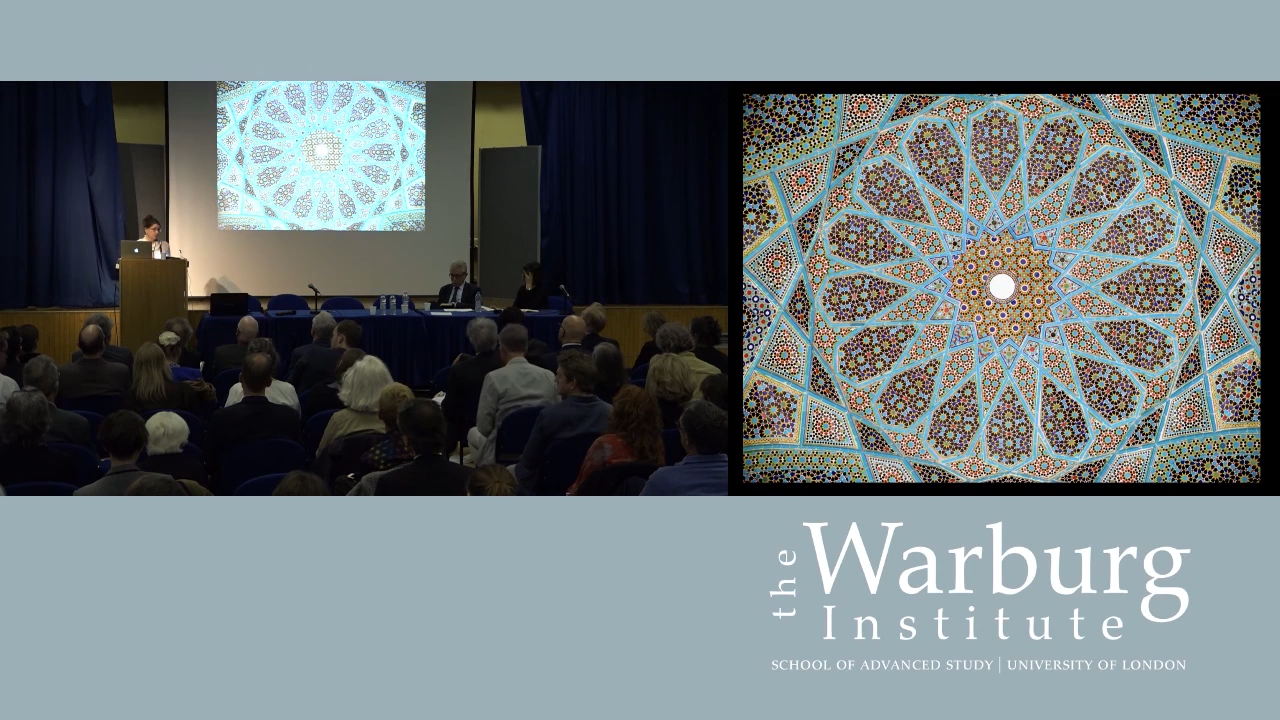 the Warburg
Institute
SCHOOL OF ADVANCED STUDY | UNIVERSITY OF LONDON